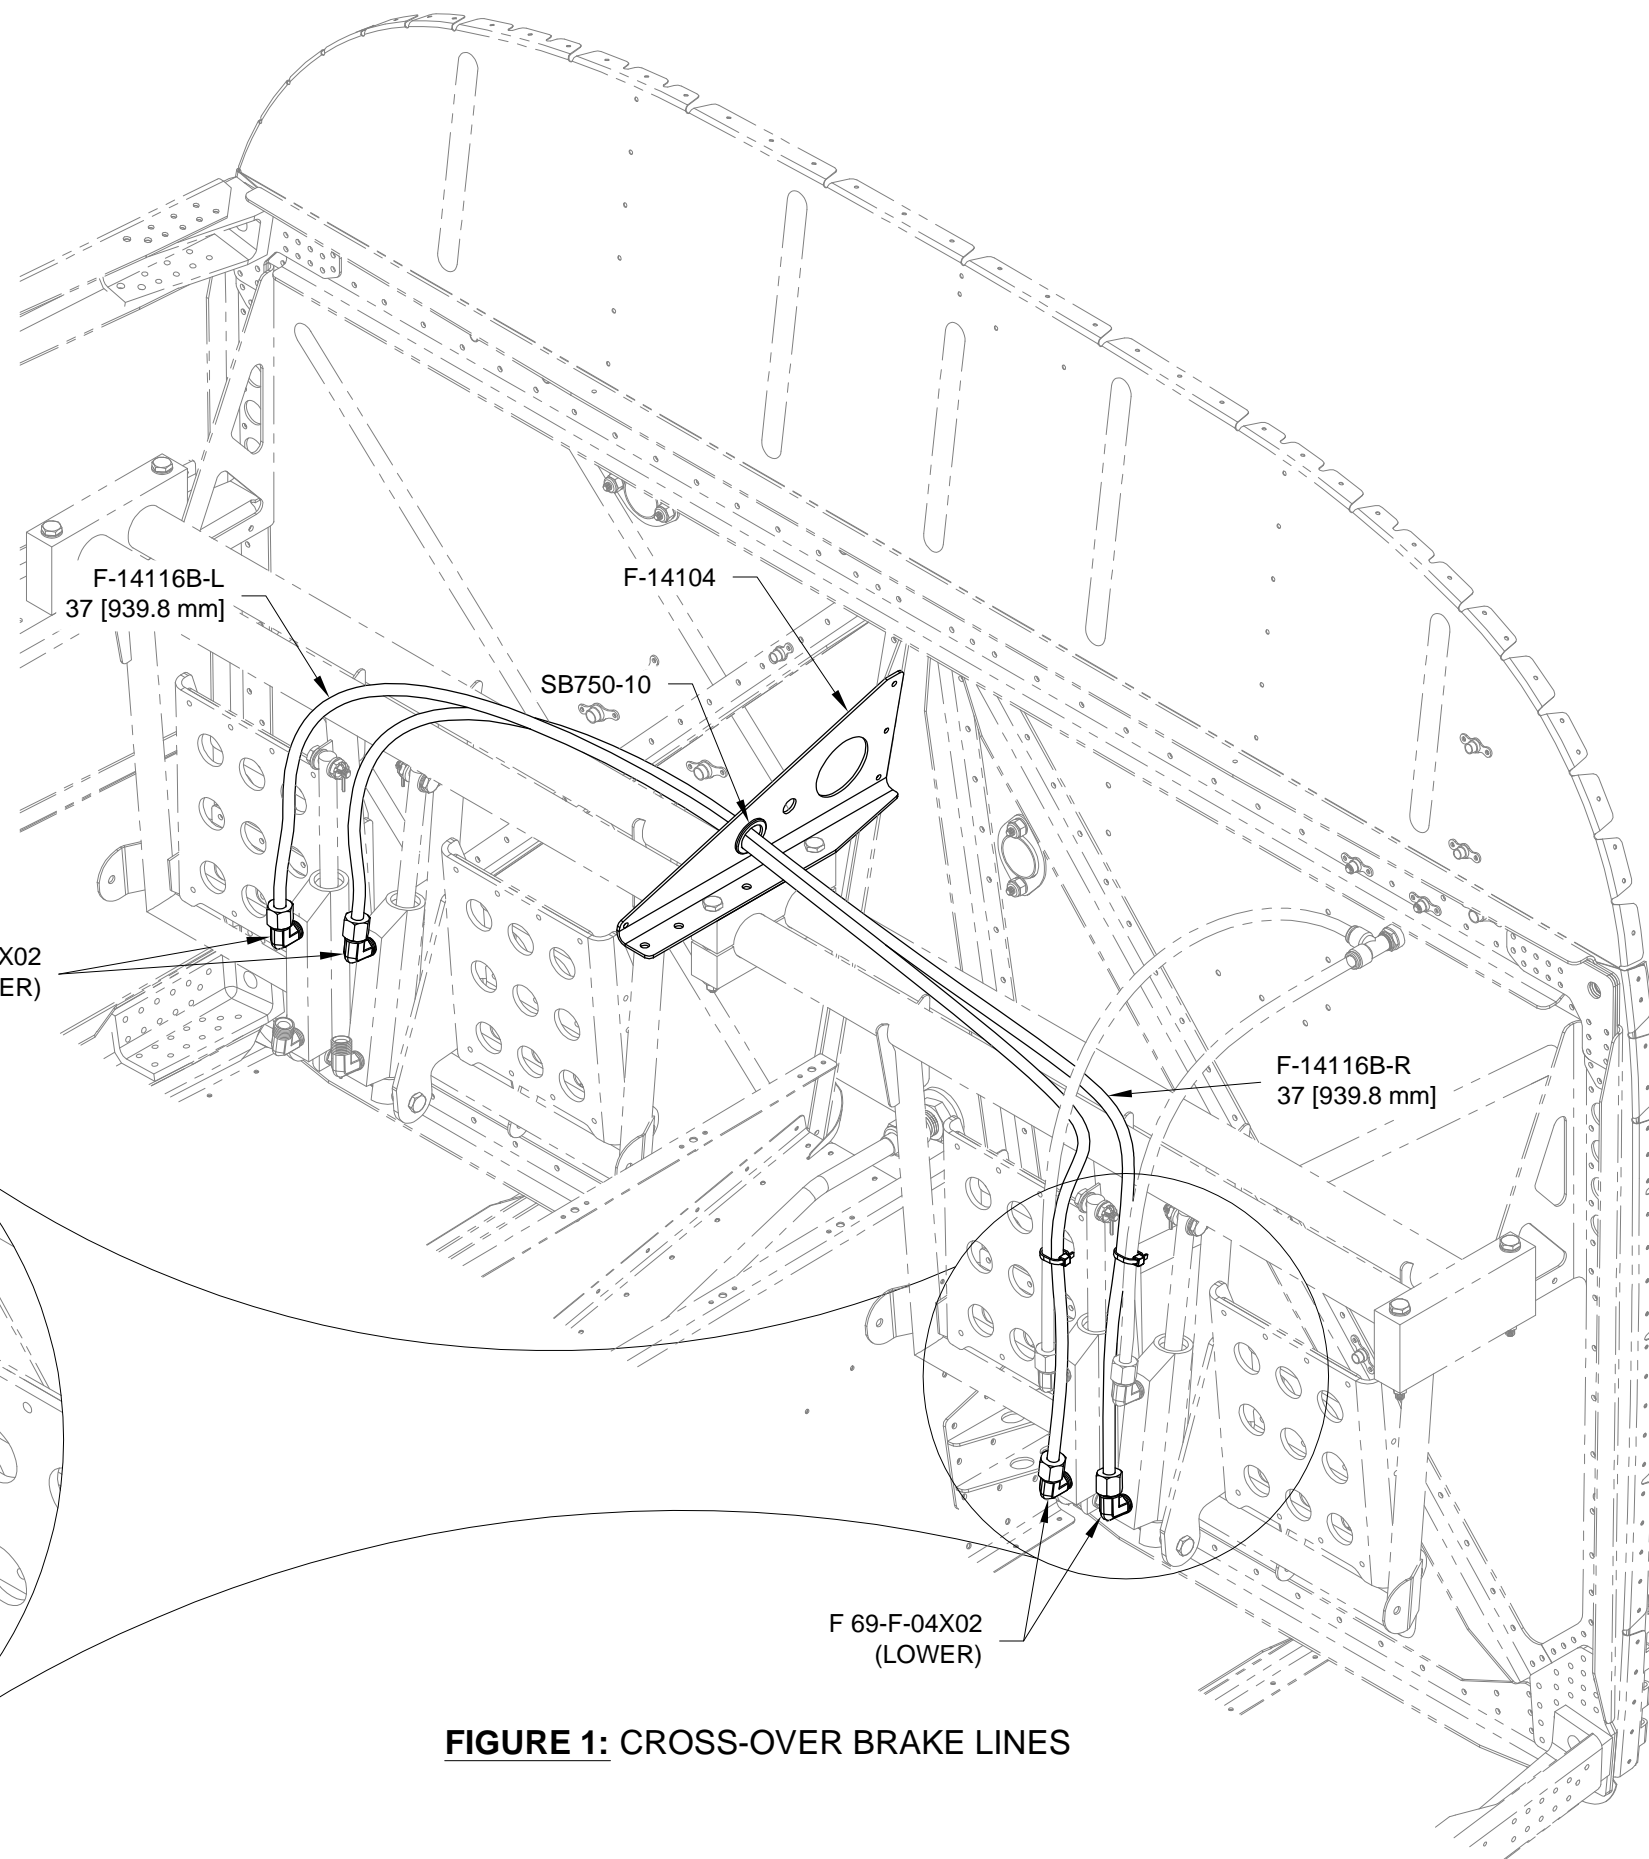 F-14116B-L
37 [939.8 mm]
F-14104
SB750-10
X02
ER)
F-14116B-R
37 [939.8 mm]
F 69-F-04X02
(LOWER)
FIGURE 1: CROSS-OVER BRAKE LINES